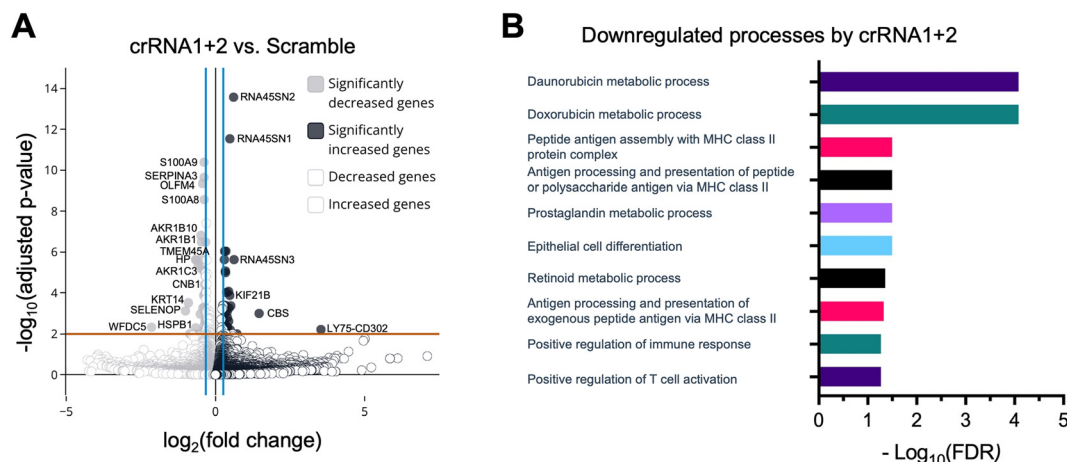 A
crRNA1+2 vs. Scramble
14
12
10
8
6
4
2
0
-log10(adjusted p-value)
-5
0
5
log2(fold change)
RNA45SN2
RNA45SN1
S100A9
SERPINA3
OLFM4
S100A8
AKR1B10
AKR1B1
TMEM45A
HP
AKR1C3
CNB1
KRT14
SELENOP
WFDC5
HSPB1
RNA45SN3
KIF21B
CBS
LY75-CD302
Significantly
decreased genes
Significantly
increased genes
Decreased genes
Increased genes
B
Downregulated processes by crRNA1+2
Daunorubicin metabolic process
Doxorubicin metabolic process
Peptide antigen assembly with MHC class II
protein complex
Antigen processing and presentation of peptide
or polysaccharide antigen via MHC class II
Prostaglandin metabolic process
Epithelial cell differentiation
Retinoid metabolic process
Antigen processing and presentation of
exogenous peptide antigen via MHC class II
Positive regulation of immune response
Positive regulation of T cell activation
0
1
2
3
4
5
- Log10(FDR)